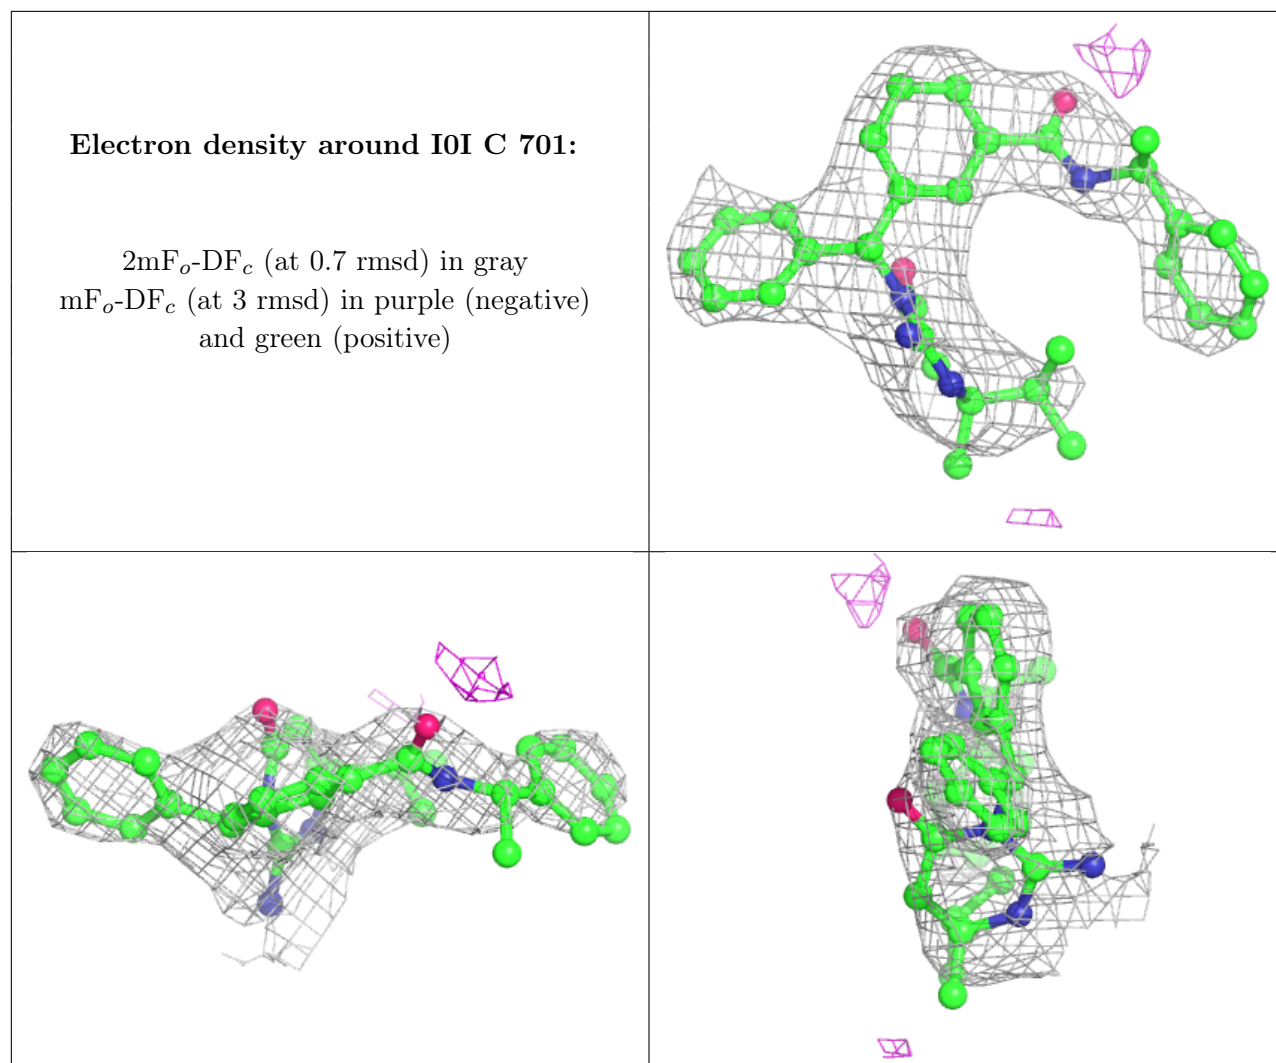 Electron density around I0I C 701:
2mFₒ-DF𝒸 (at 0.7 rmsd) in gray
mFₒ-DF𝒸 (at 3 rmsd) in purple (negative)
and green (positive)